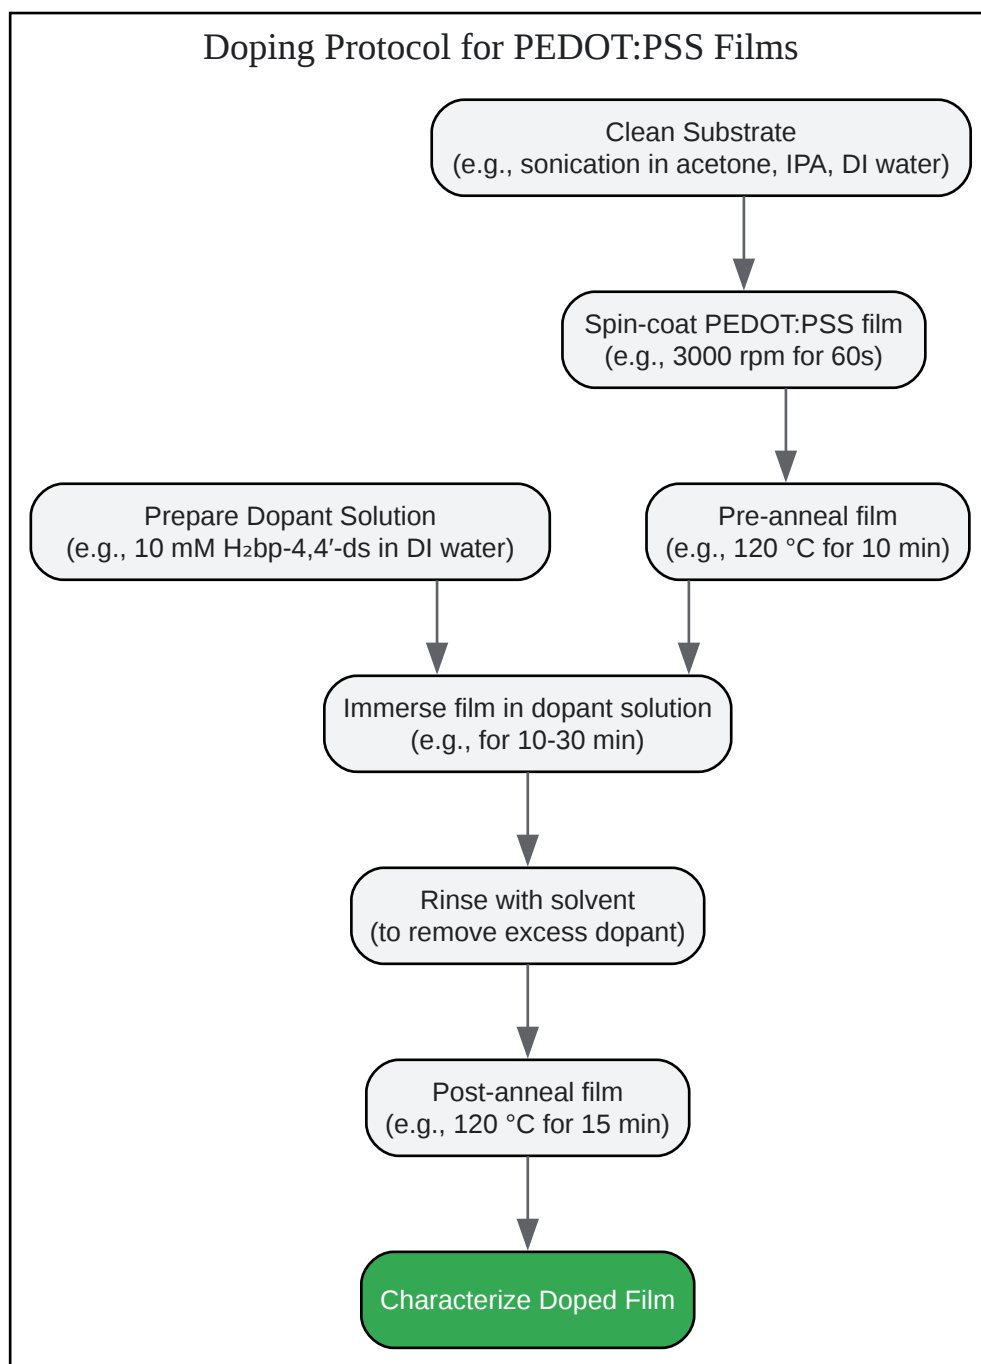 Doping Protocol for PEDOT:PSS Films
Clean Substrate
(e.g., sonication in acetone, IPA, DI water)
Spin-coat PEDOT:PSS film
(e.g., 3000 rpm for 60s)
Prepare Dopant Solution
(e.g., 10 mM H₂bp-4,4′-ds in DI water)
Pre-anneal film
(e.g., 120 °C for 10 min)
Immerse film in dopant solution
(e.g., for 10-30 min)
Rinse with solvent
(to remove excess dopant)
Post-anneal film
(e.g., 120 °C for 15 min)
Characterize Doped Film